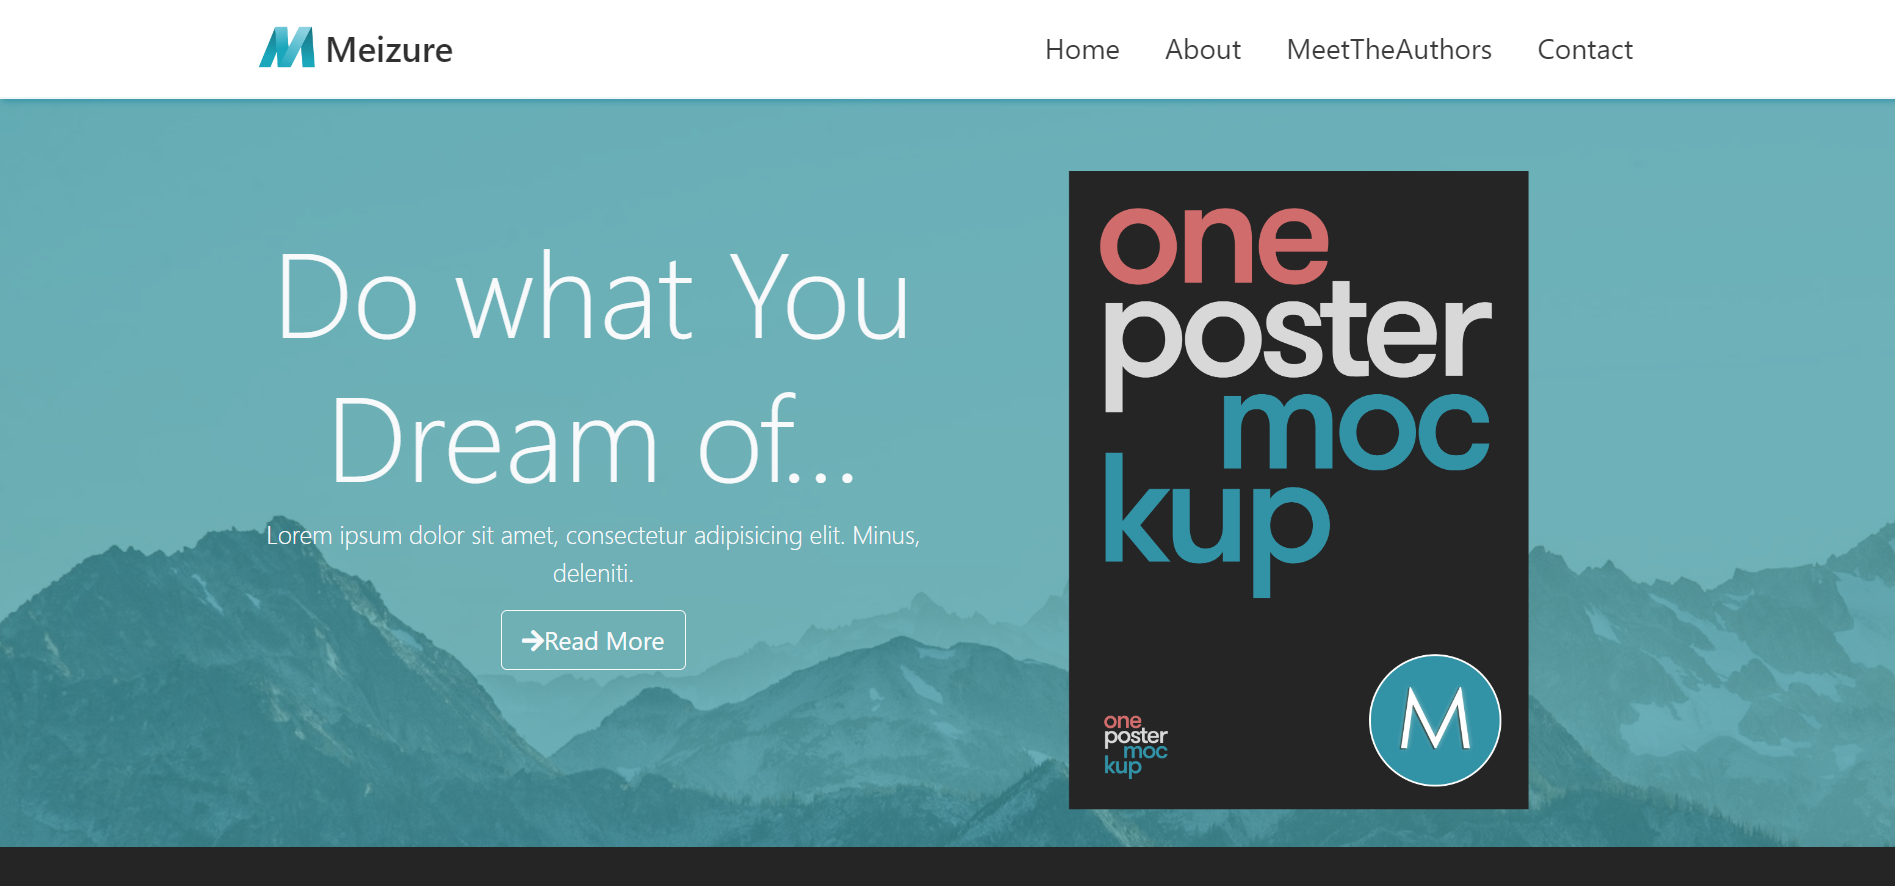 Meizure
Home About MeetTheAuthors Contact
Do what You
Dream of...
Lorem ipsum dolor sit amet, consectetur adipisicing elit. Minus,
deleniti.
Read More
one
poster
moc
kup
one
poster
moc
kup
M